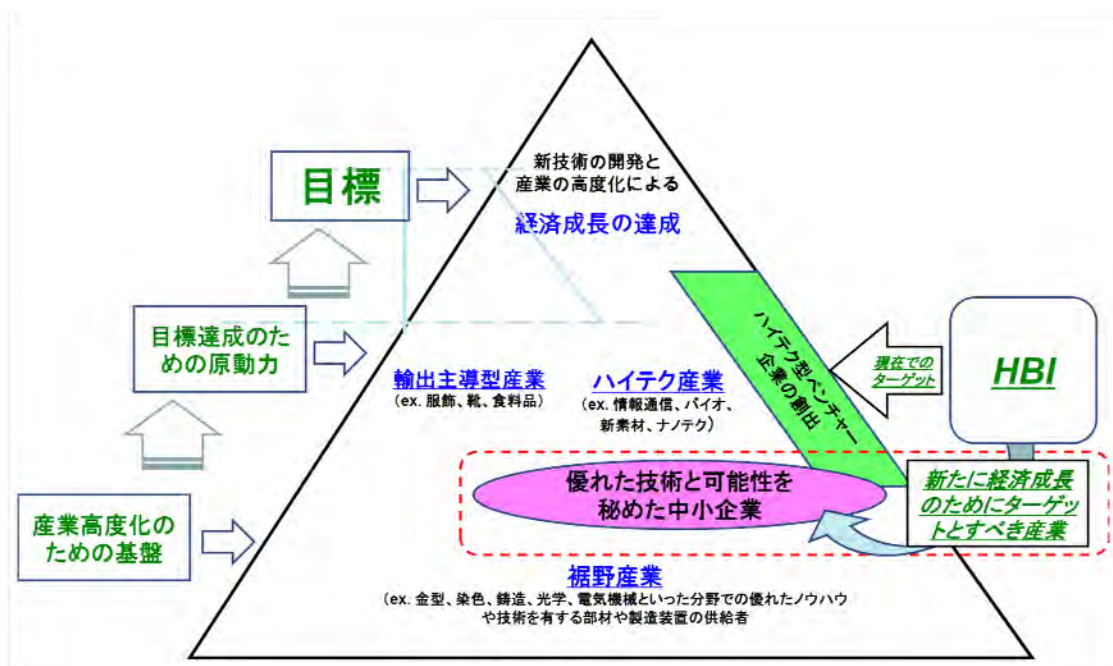 新技術の開発と
産業の高度化による
経済成長の達成
目標
目標達成のた
めの原動力
産業高度化の
ための基盤
輸出主導型産業
(ex. 服飾、靴、食料品)
ハイテク産業
(ex. 情報通信、バイオ、
新素材、ナノテク)
ハイテク型ベンチャー
企業の創出
現在での
ターゲット
HBI
優れた技術と可能性を
秘めた中小企業
新たに経済成長
のためにターゲッ
トとすべき産業
裾野産業
(ex. 金型、染色、鋳造、光学、電気機械といった分野での優れたノウハウ
や技術を有する部材や製造装置の供給者